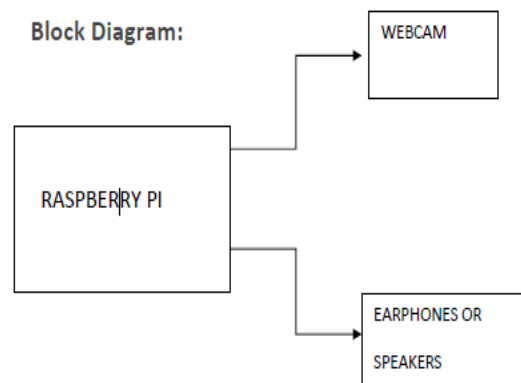 Block Diagram:
WEBCAM
RASPBERRY PI
EARPHONES OR
SPEAKERS